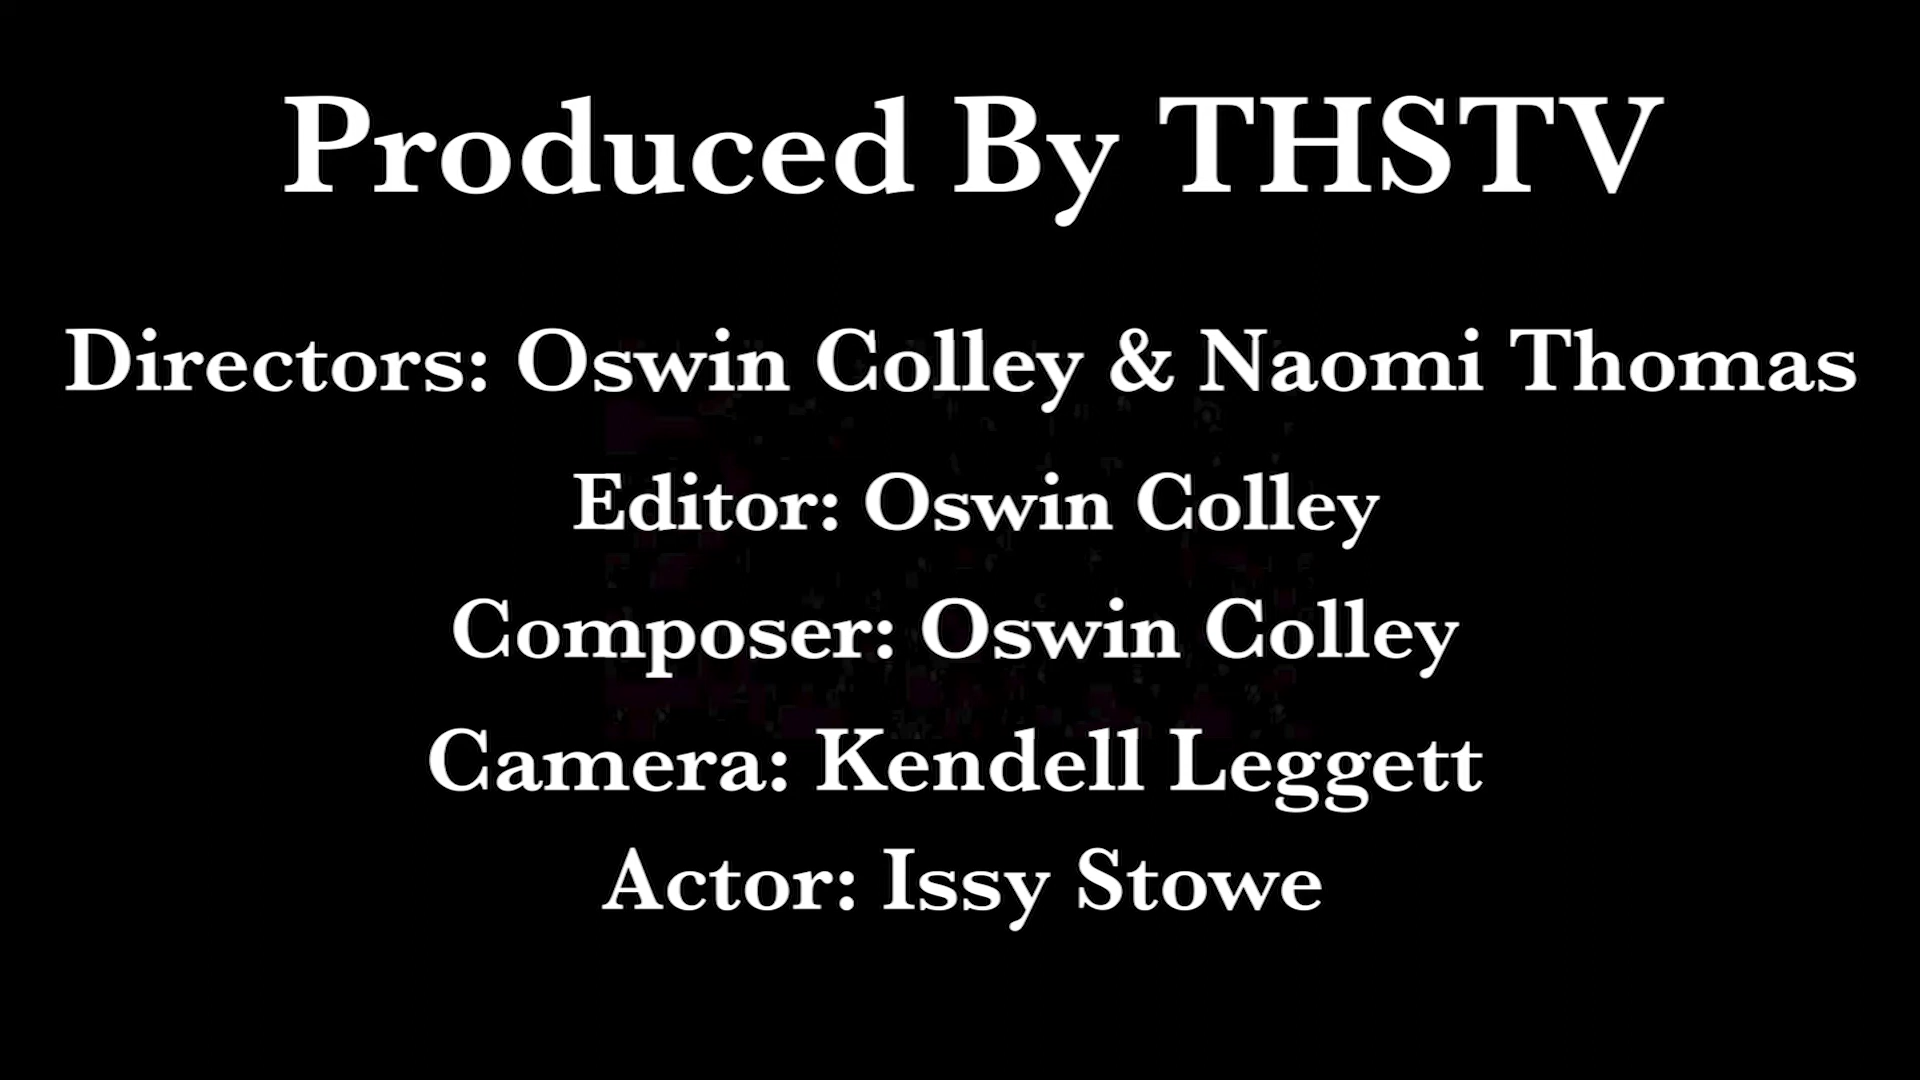 Produced By THSTV
Directors: Oswin Colley & Naomi Thomas
Editor: Oswin Colley
Composer: Oswin Colley
Camera: Kendell Leggett
Actor: Issy Stowe